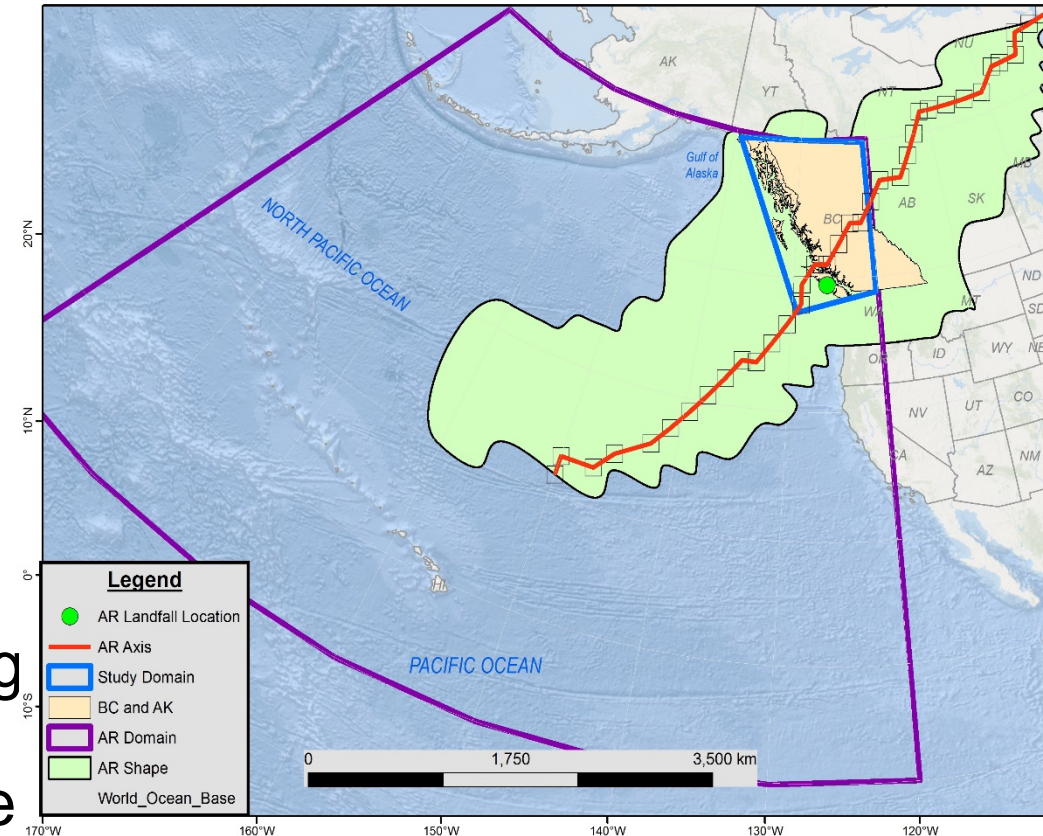 AK
YT
NU
NT
Gulf of
Alaska
MB
SK
AB
BC
20°N
NORTH PACIFIC OCEAN
ND
MT
SD
WA
OR
ID
WY
NE
NV
UT
CO
10°N
CA
AZ
NM
0°
HI
PACIFIC OCEAN
10°S
Legend
AR Landfall Location
AR Axis
Study Domain
BC and AK
AR Domain
AR Shape
World_Ocean_Base
g
e
0 1,750 3,500 km
170°W 160°W 150°W 140°W 130°W 120°W